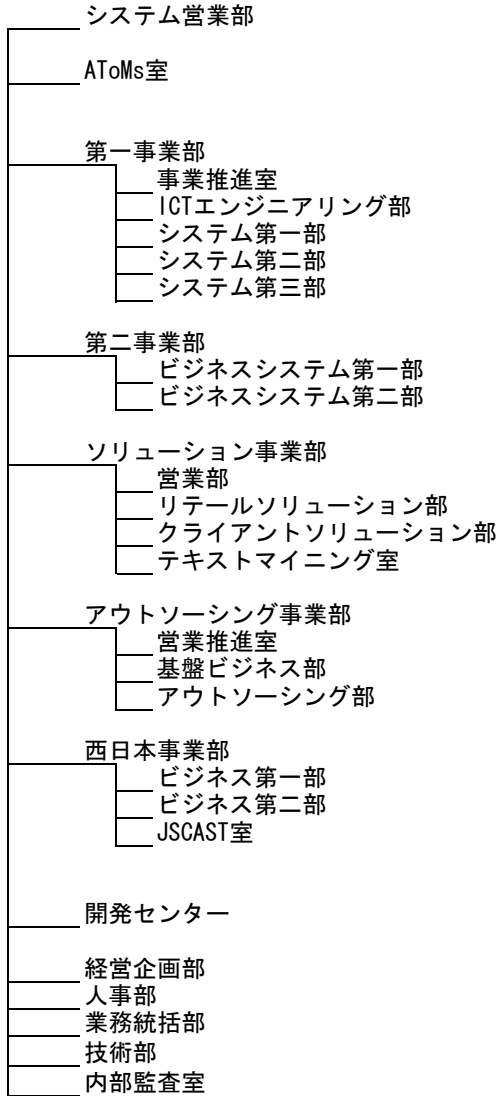 システム営業部
AToMs室
第一事業部
事業推進室
ICTエンジニアリング部
システム第一部
システム第二部
システム第三部
第二事業部
ビジネスシステム第一部
ビジネスシステム第二部
ソリューション事業部
営業部
リテールソリューション部
クライアントソリューション部
テキストマイニング室
アウトソーシング事業部
営業推進室
基盤ビジネス部
アウトソーシング部
西日本事業部
ビジネス第一部
ビジネス第二部
JSCAST室
開発センター
経営企画部
人事部
業務統括部
技術部
内部監査室